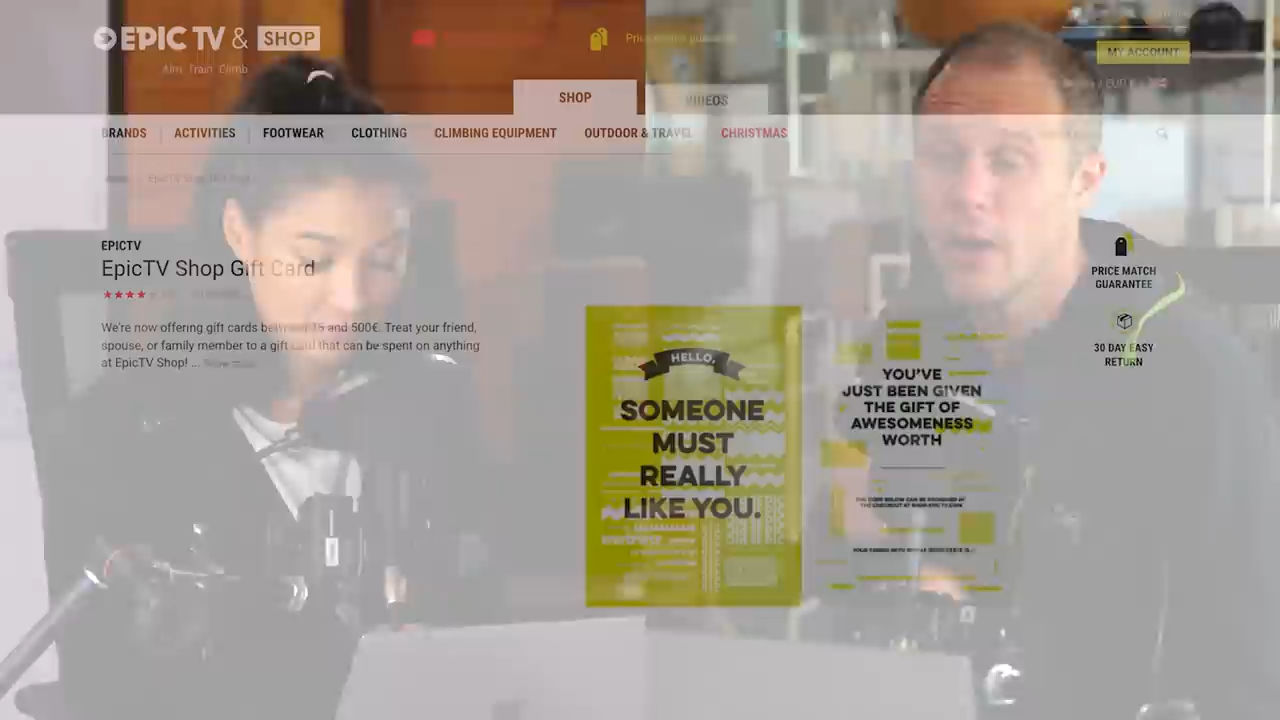 EPIC TV & SHOP
Aim Train Climb
MY ACCOUNT
SHOP
VIDEOS
BRANDS
ACTIVITIES
FOOTWEAR
CLOTHING
CLIMBING EQUIPMENT
OUTDOOR & TRAVEL
CHRISTMAS
EPICTV
EpicTV Shop Gift Card
We're now offering gift cards between 15 and 500€. Treat your friend,
spouse, or family member to a gift card that can be spent on anything
at EpicTV Shop! ...
HELLO,
SOMEONE
MUST
REALLY
LIKE YOU.
YOU'VE
JUST BEEN GIVEN
THE GIFT OF
AWESOMENESS
WORTH
PRICE MATCH
GUARANTEE
30 DAY EASY
RETURN